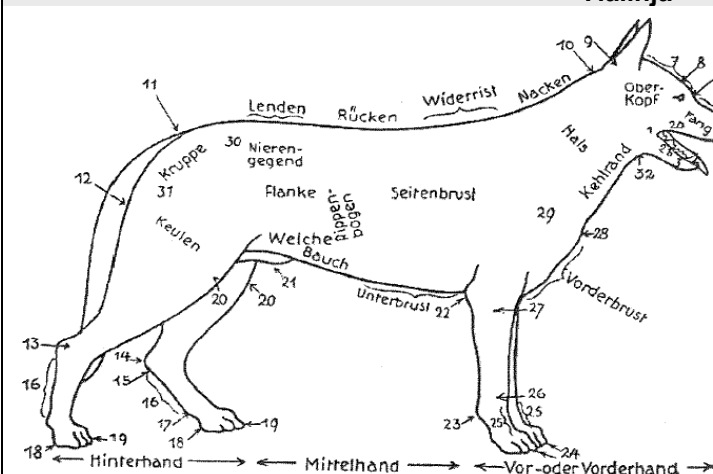 7 8
10 9
11
Lenden Rücken Widerrist Nacken
Ober-
Kopf
Fang
Hals
1 20
28
Kehlrand
32
30 Nieren-
gegend
Kruppe
31
12
Flanke
Rippen-
bogen
Seitenbrust
29
28
Keulen
Welche
Bauch
Unterbrust
Vorderbrust
20 20 21 22 27
13
14
15
16
16
17
18
19
18
19
23
26
25 25
24
Hinterhand Mittelhand Vor-oder Vorderhand